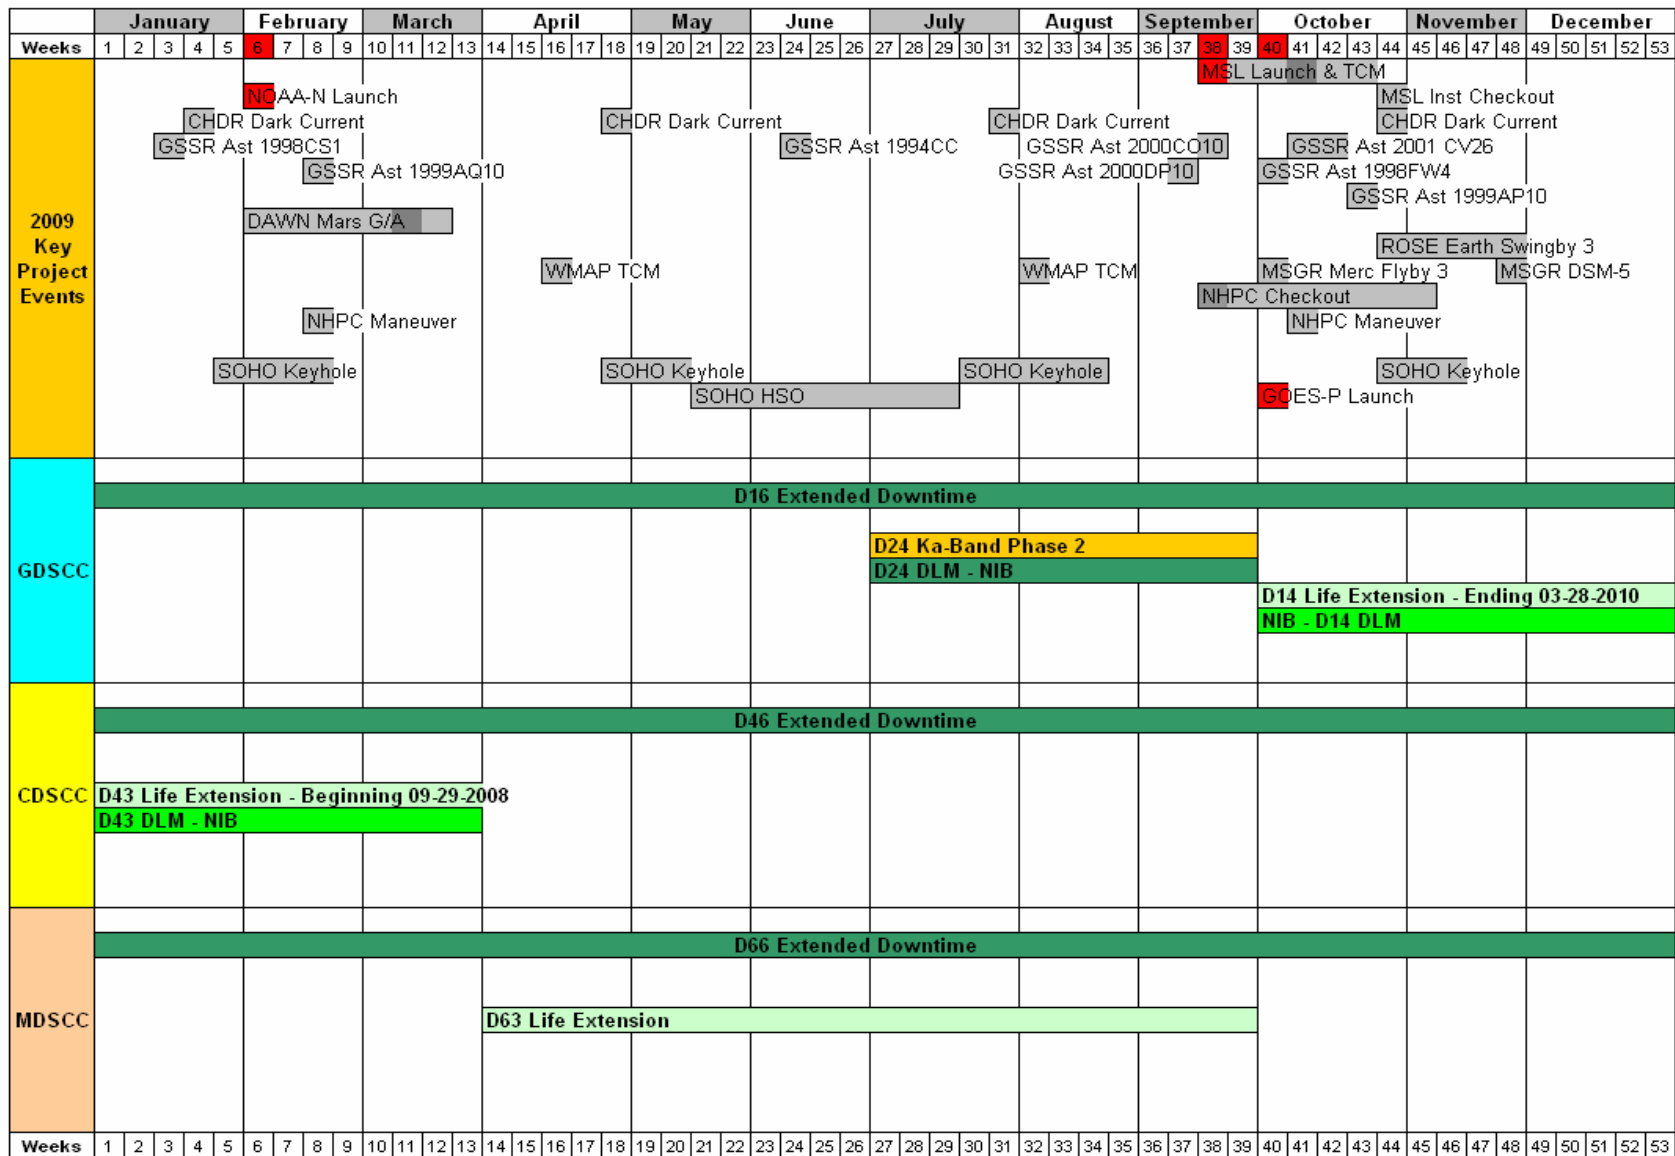 January February March April May June July August September October November December
Weeks 1 2 3 4 5 6 7 8 9 10 11 12 13 14 15 16 17 18 19 20 21 22 23 24 25 26 27 28 29 30 31 32 33 34 35 36 37 38 39 40 41 42 43 44 45 46 47 48 49 50 51 52 53
2009 Key Project Events
MSL Launch & TCM
NOAA-N Launch MSL Inst Checkout
CHDR Dark Current CHDR Dark Current CHDR Dark Current CHDR Dark Current
GSSR Ast 1998CS1 GSSR Ast 1994CC GSSR Ast 2000CO10 GSSR Ast 2001 CV26
GSSR Ast 1999AQ10 GSSR Ast 2000DP10 GSSR Ast 1998FW4
GSSR Ast 1999AP10
DAWN Mars G/A
ROSE Earth Swingby 3
WMAP TCM WMAP TCM MSGR Merc Flyby 3 MSGR DSM-5
NHPC Checkout
NHPC Maneuver NHPC Maneuver
SOHO Keyhole SOHO Keyhole SOHO Keyhole SOHO Keyhole
SOHO HSO GOES-P Launch
GDSCC
D16 Extended Downtime
D24 Ka-Band Phase 2
D24 DLM - NIB
D14 Life Extension - Ending 03-28-2010
NIB - D14 DLM
CDSCC
D46 Extended Downtime
D43 Life Extension - Beginning 09-29-2008
D43 DLM - NIB
MDSCC
D66 Extended Downtime
D63 Life Extension
Weeks 1 2 3 4 5 6 7 8 9 10 11 12 13 14 15 16 17 18 19 20 21 22 23 24 25 26 27 28 29 30 31 32 33 34 35 36 37 38 39 40 41 42 43 44 45 46 47 48 49 50 51 52 53